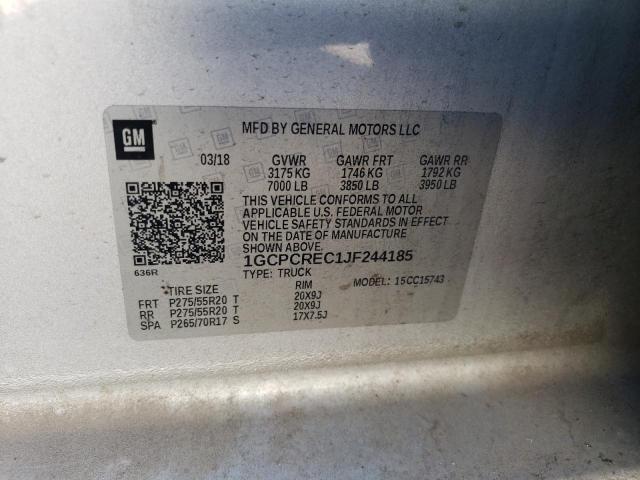 GM
MFD BY GENERAL MOTORS LLC
03/18 GVWR GAWR FRT GAWR RR
3175 KG 1746 KG 1792 KG
7000 LB 3850 LB 3950 LB
THIS VEHICLE CONFORMS TO ALL
APPLICABLE U.S. FEDERAL MOTOR
VEHICLE SAFETY STANDARDS IN EFFECT
ON THE DATE OF MANUFACTURE
SHOWN ABOVE.
636R
1GCPCREC1JF244185
TYPE: TRUCK MODEL: 15CC15743
TIRE SIZE RIM
FRT P275/55R20 T 20X9J
RR P275/55R20 T 20X9J
SPA P265/70R17 S 17X7.5J